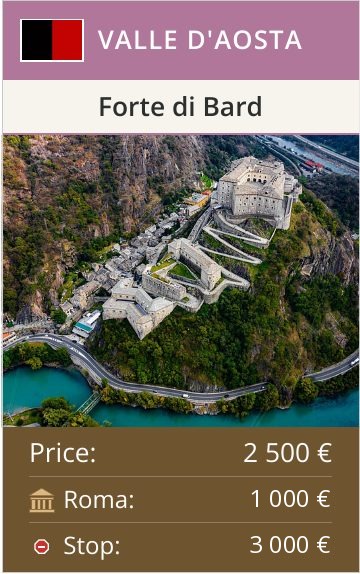 VALLE D'AOSTA
Forte di Bard
Price: 2 500 €
Roma: 1 000 €
Stop: 3 000 €